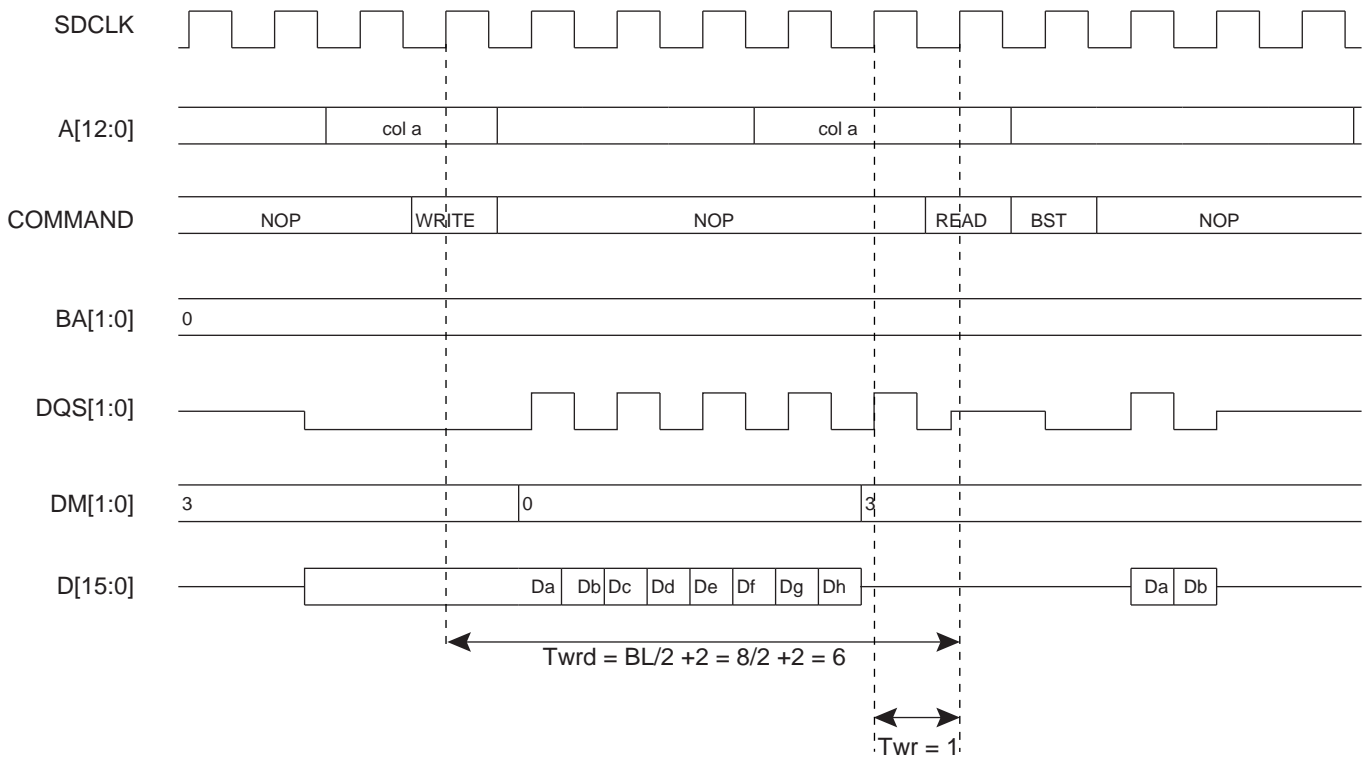 SDCLK
A[12:0] col a col a
COMMAND NOP WRITE NOP READ BST NOP
BA[1:0] 0
DQS[1:0]
DM[1:0] 3 0 3
D[15:0] Da Db Dc Dd De Df Dg Dh Da Db
Twrd = BL/2 +2 = 8/2 +2 = 6
Twr = 1